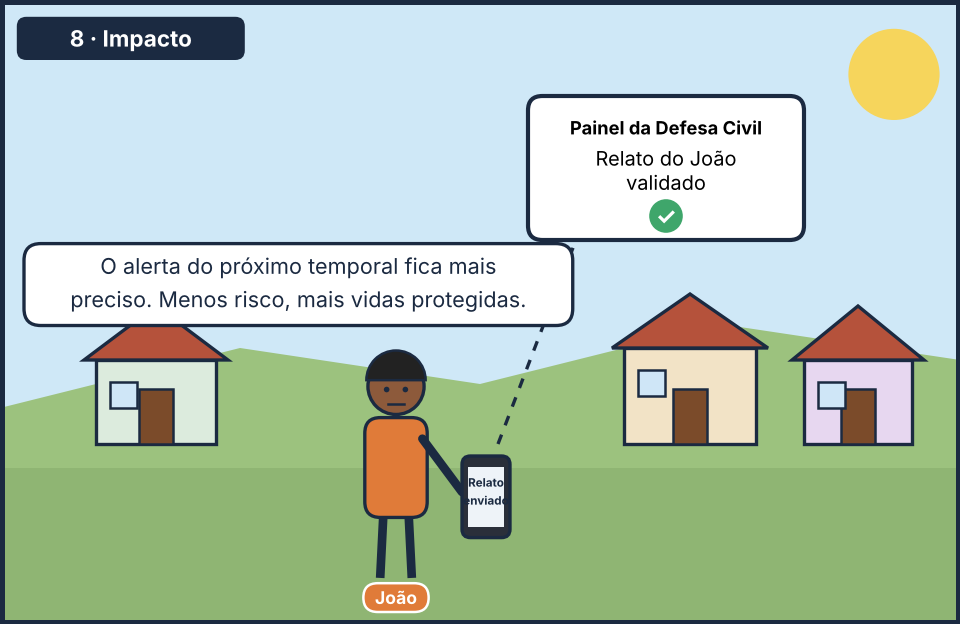 8 · Impacto
Painel da Defesa Civil
Relato do João
validado
O alerta do próximo temporal fica mais
preciso. Menos risco, mais vidas protegidas.
Relato
enviado
João